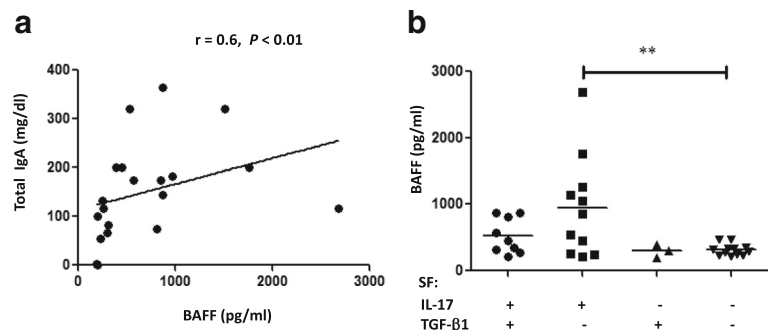 a
r = 0.6, P < 0.01
Total IgA (mg/dl)
400
300
200
100
0
0
1000
2000
3000
BAFF (pg/ml)
b
**
BAFF (pg/ml)
3000
2000
1000
0
SF:
IL-17 + + - -
TGF-β1 + - + -